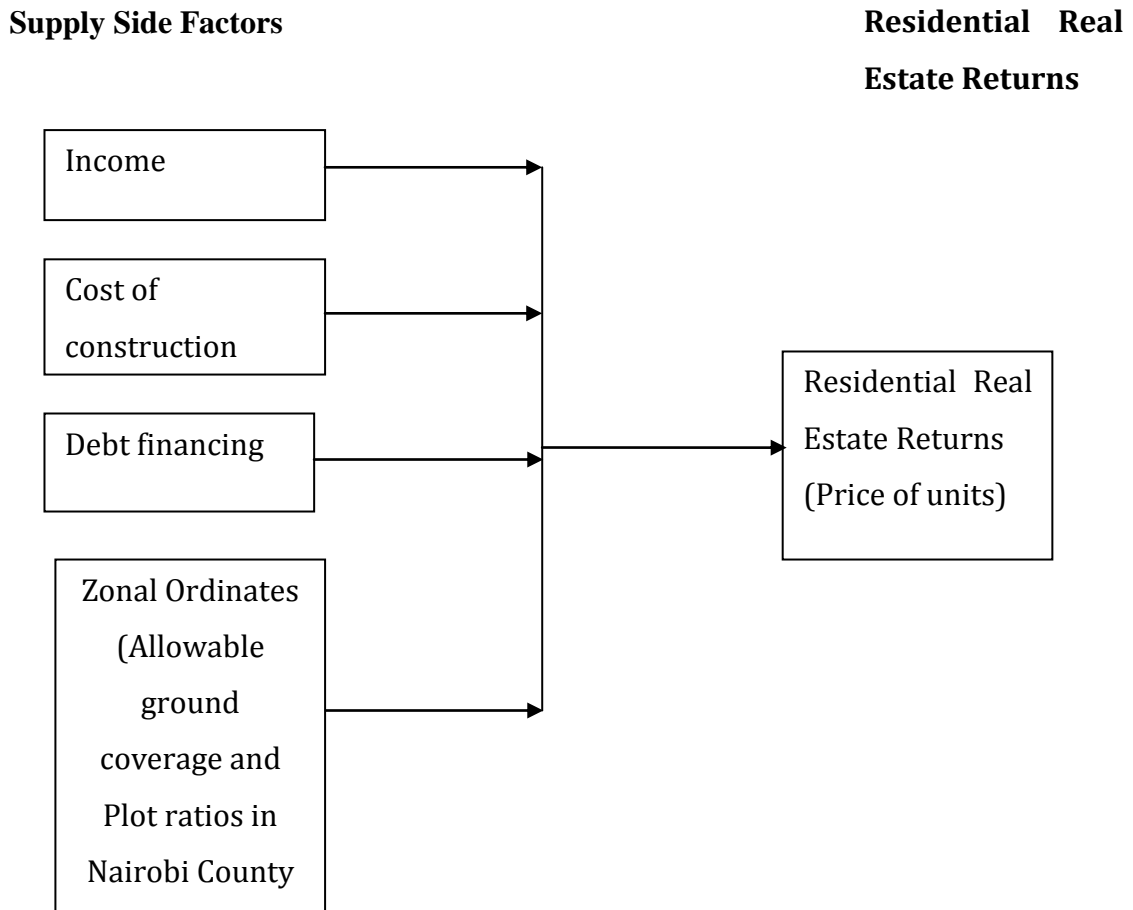 Supply Side Factors
Residential Real
Estate Returns
Income
Cost of
construction
Debt financing
Zonal Ordinates
(Allowable
ground
coverage and
Plot ratios in
Nairobi County
Residential Real
Estate Returns
(Price of units)